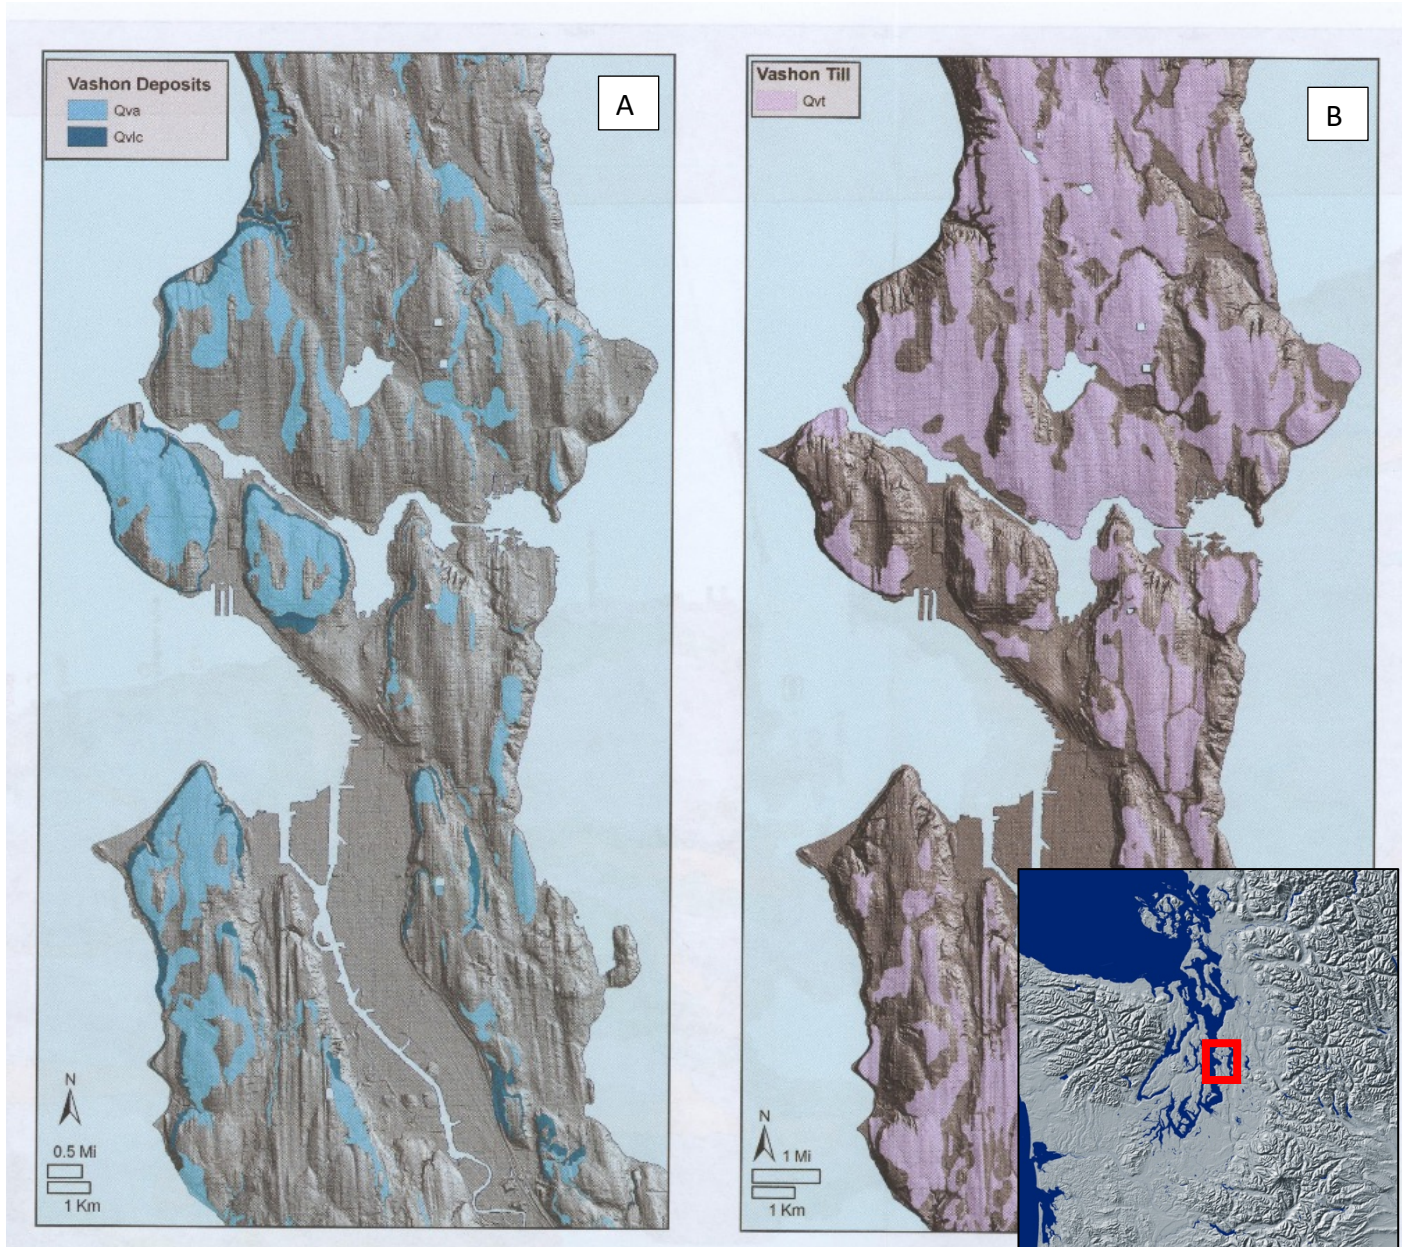 Vashon Deposits
Qva
Qvlc
A
N
0.5 Mi
1 Km
Vashon Till
Qvt
B
N
1 Mi
1 Km